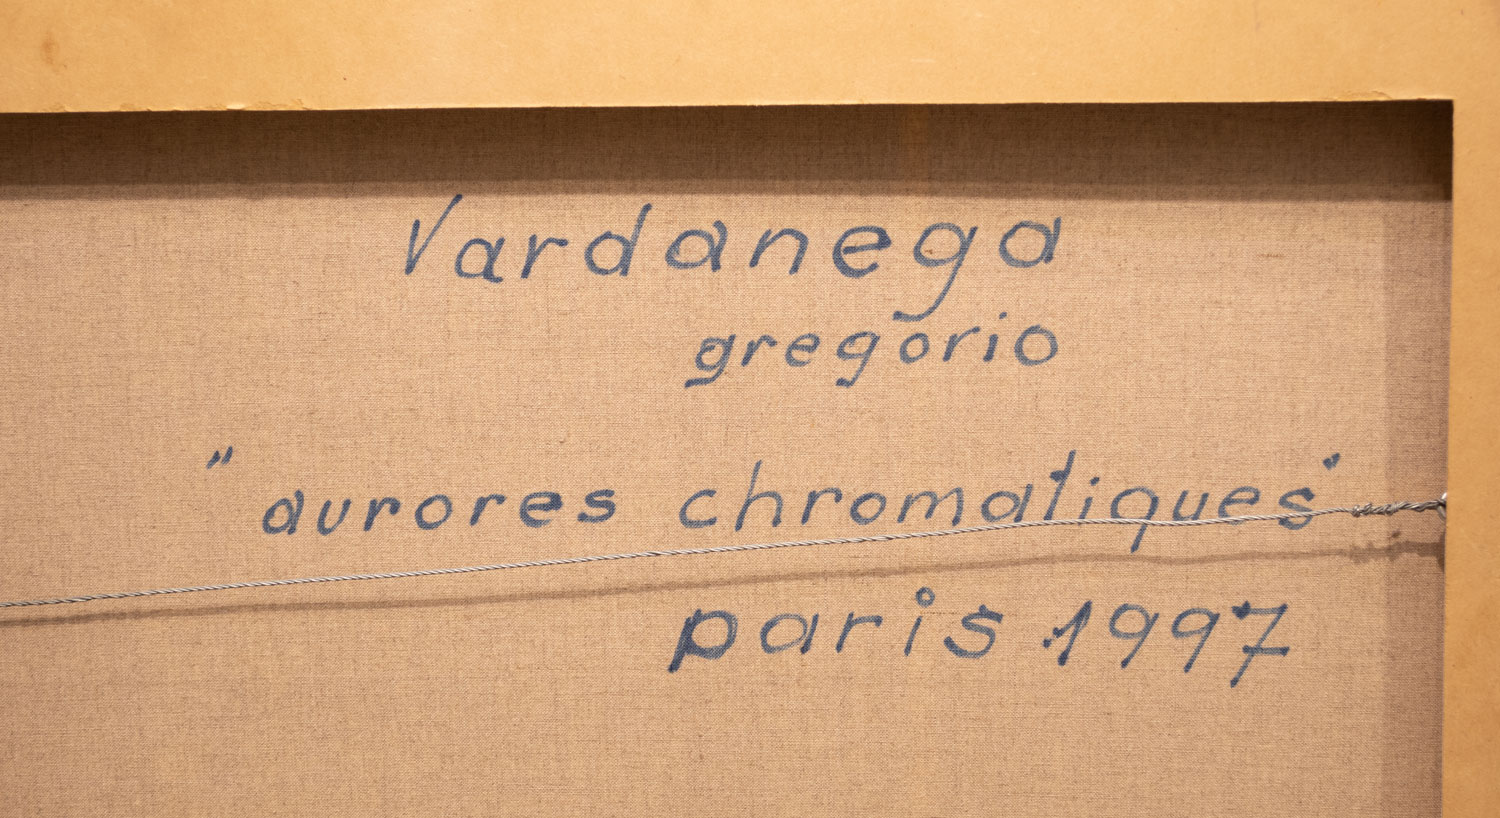 Vardanega
gregorio
"aurores chromatiques"
paris 1997